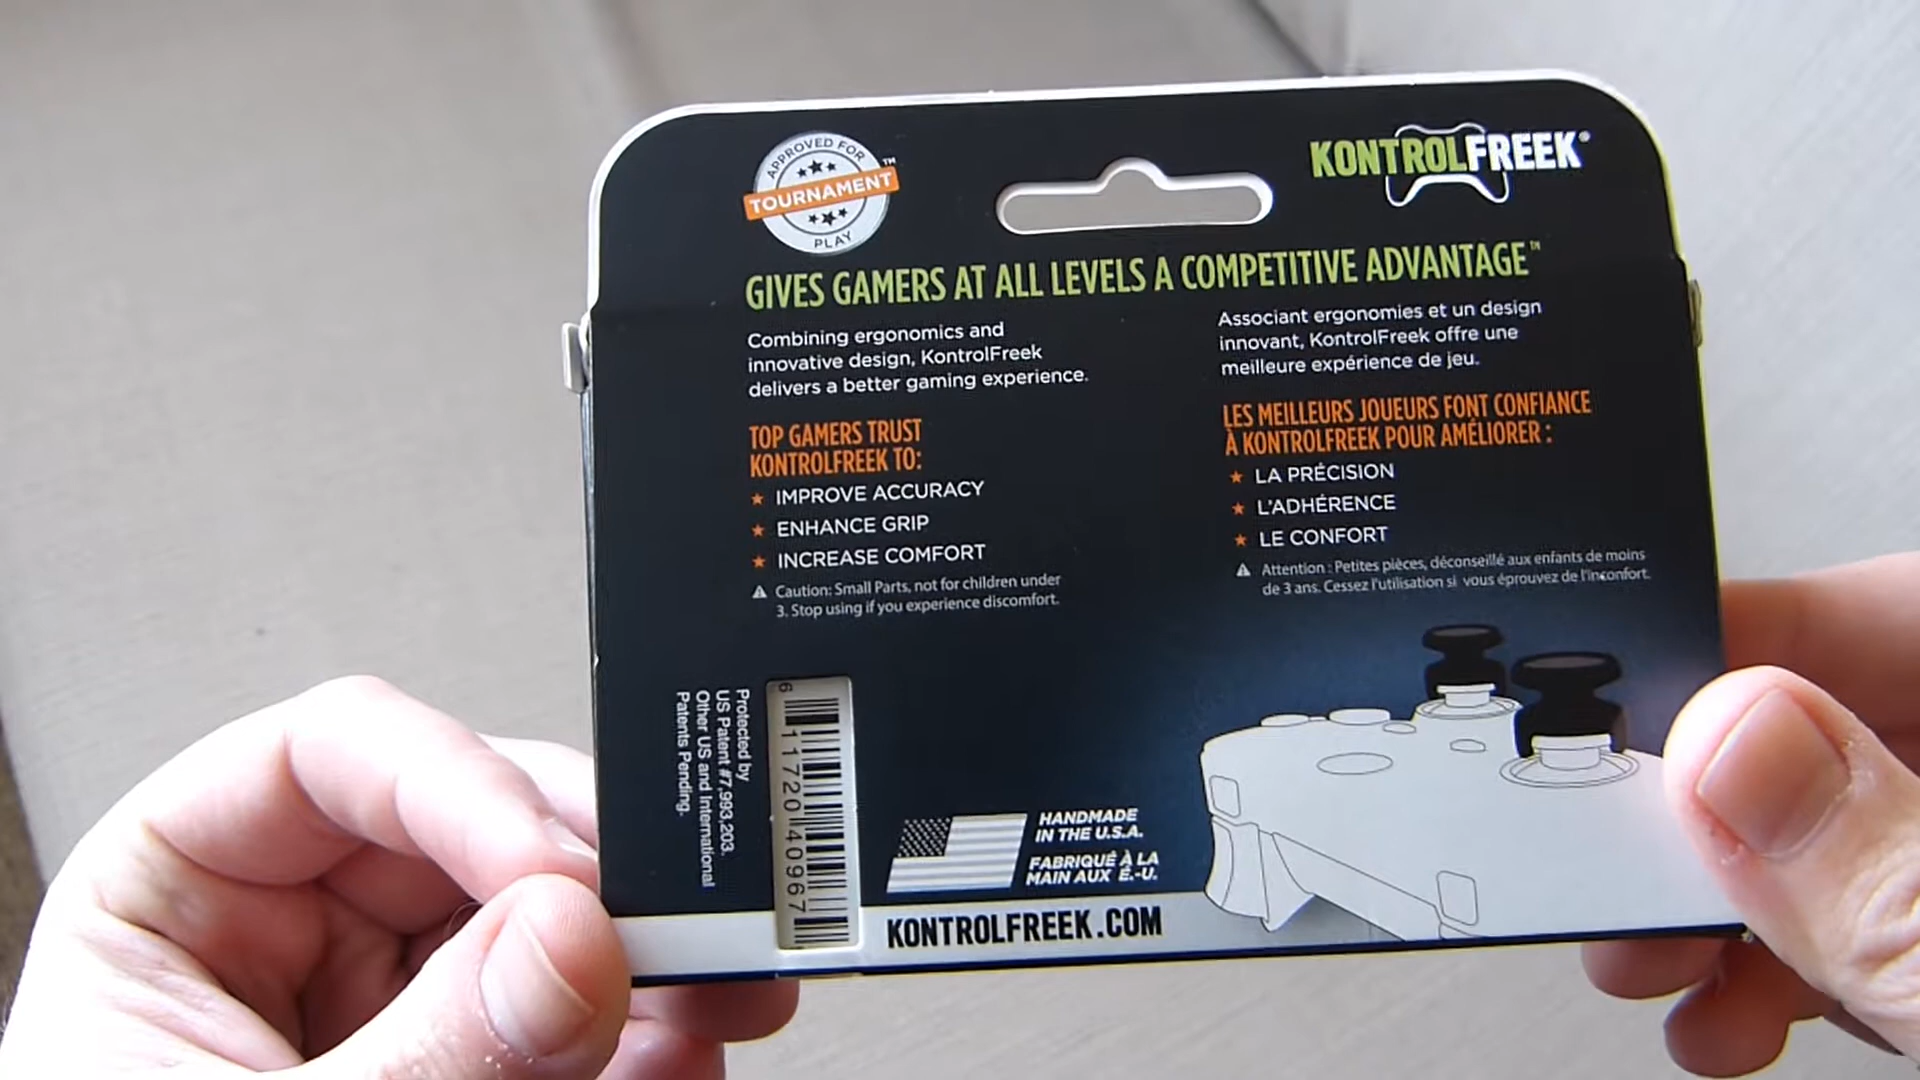 APPROVED FOR
TOURNAMENT™
PLAY
KONTROLFREEK®
GIVES GAMERS AT ALL LEVELS A COMPETITIVE ADVANTAGE™
Combining ergonomics and
innovative design, KontrolFreek
delivers a better gaming experience.
TOP GAMERS TRUST
KONTROLFREEK TO:
★ IMPROVE ACCURACY
★ ENHANCE GRIP
★ INCREASE COMFORT
⚠ Caution: Small Parts, not for children under
3. Stop using if you experience discomfort.
Associant ergonomies et un design
innovant, KontrolFreek offre une
meilleure expérience de jeu.
LES MEILLEURS JOUEURS FONT CONFIANCE
À KONTROLFREEK POUR AMÉLIORER :
★ LA PRÉCISION
★ L'ADHÉRENCE
★ LE CONFORT
⚠ Attention : Petites pièces, déconseillé aux enfants de moins
de 3 ans. Cessez l'utilisation si vous éprouvez de l'inconfort.
Protected by
US Patent #7,993,203.
Other US and International
Patents Pending.
6 11720 40967
HANDMADE
IN THE U.S.A.
FABRIQUÉ À LA
MAIN AUX É.-U.
KONTROLFREEK.COM